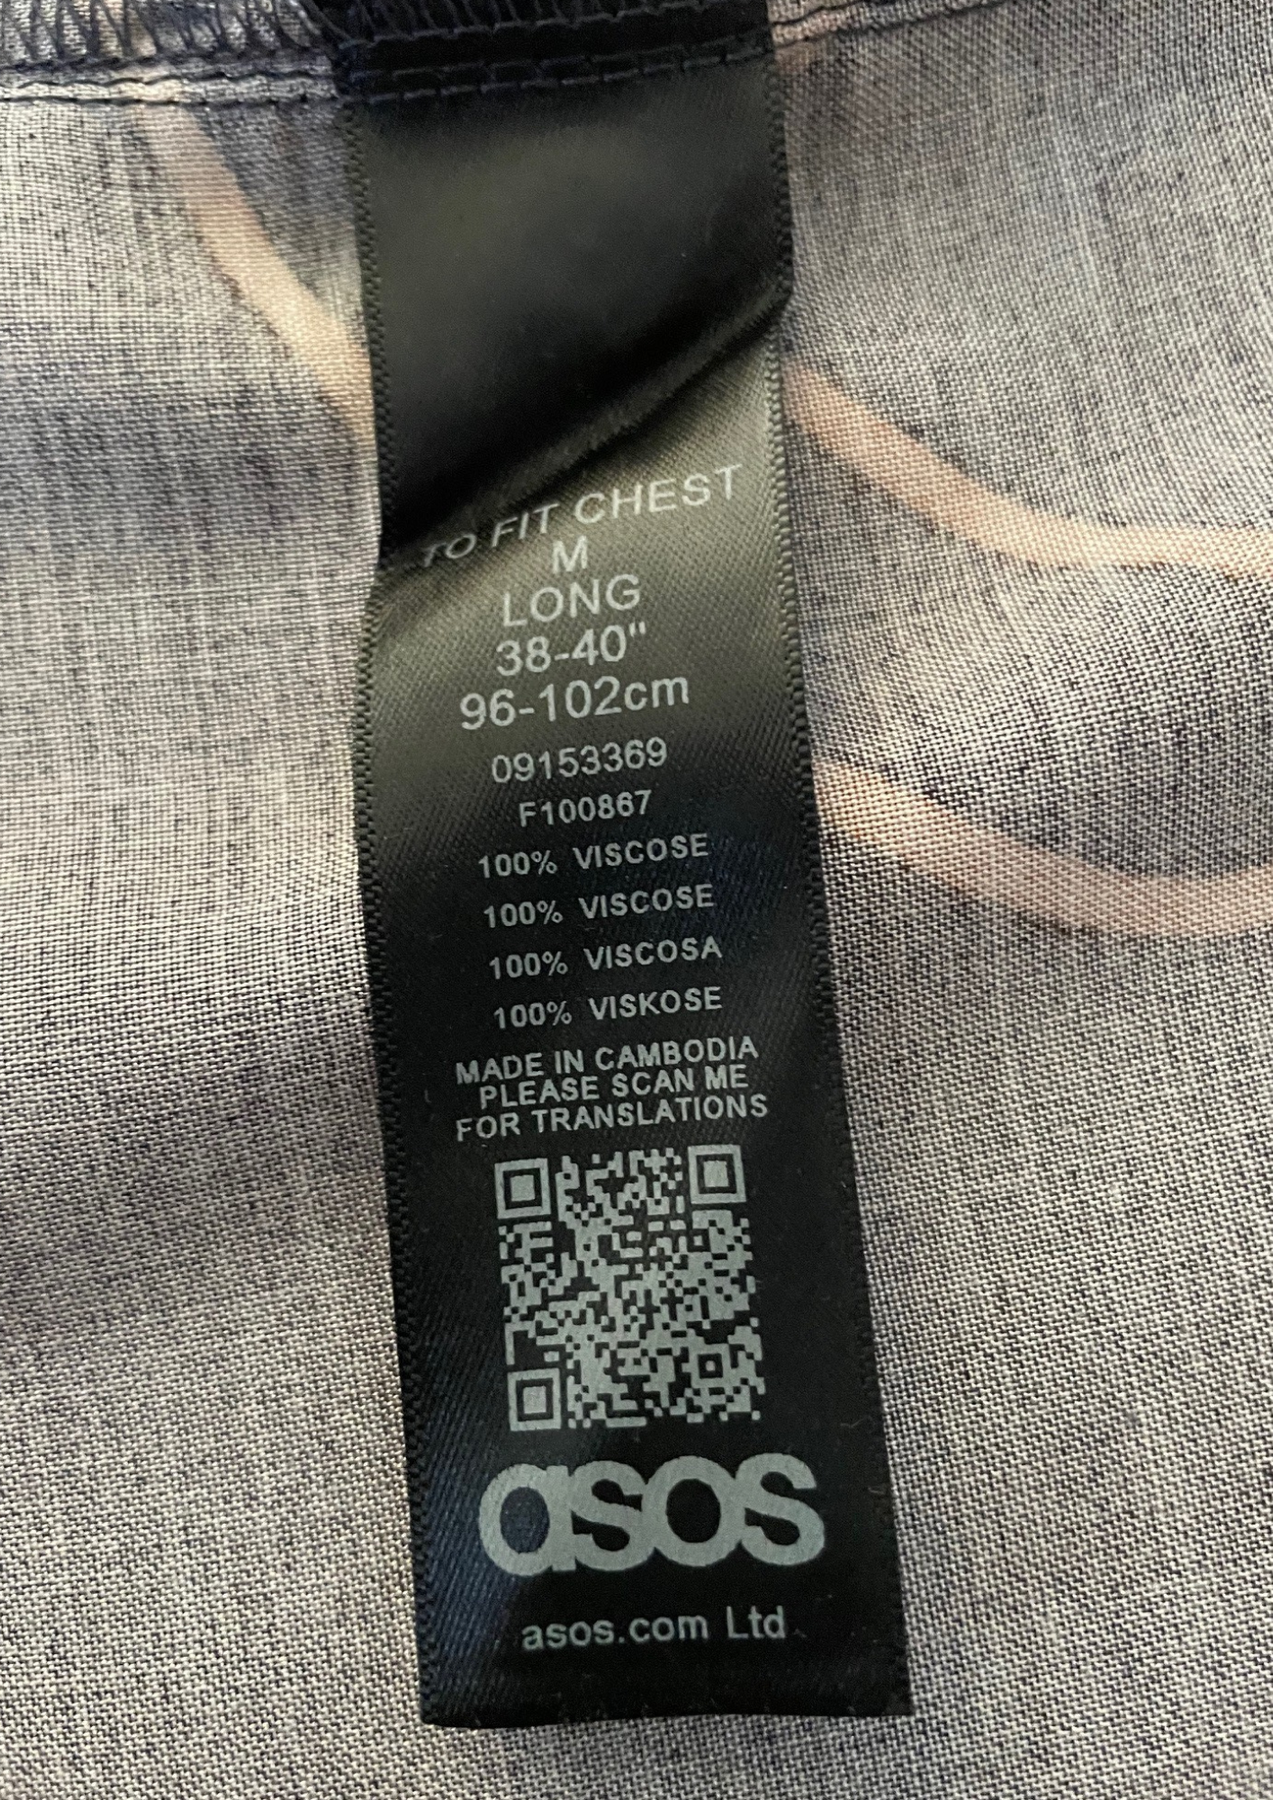 TO FIT CHEST
M
LONG
38-40"
96-102cm
09153369
F100867
100% VISCOSE
100% VISCOSE
100% VISCOSA
100% VISKOSE
MADE IN CAMBODIA
PLEASE SCAN ME
FOR TRANSLATIONS
asos
asos.com Ltd